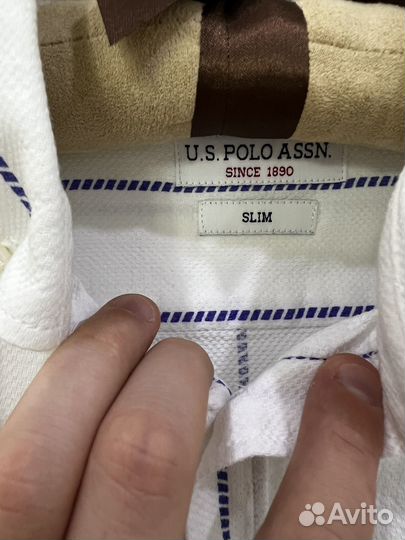 U.S. POLO ASSN.
SINCE 1890
SLIM
Avito